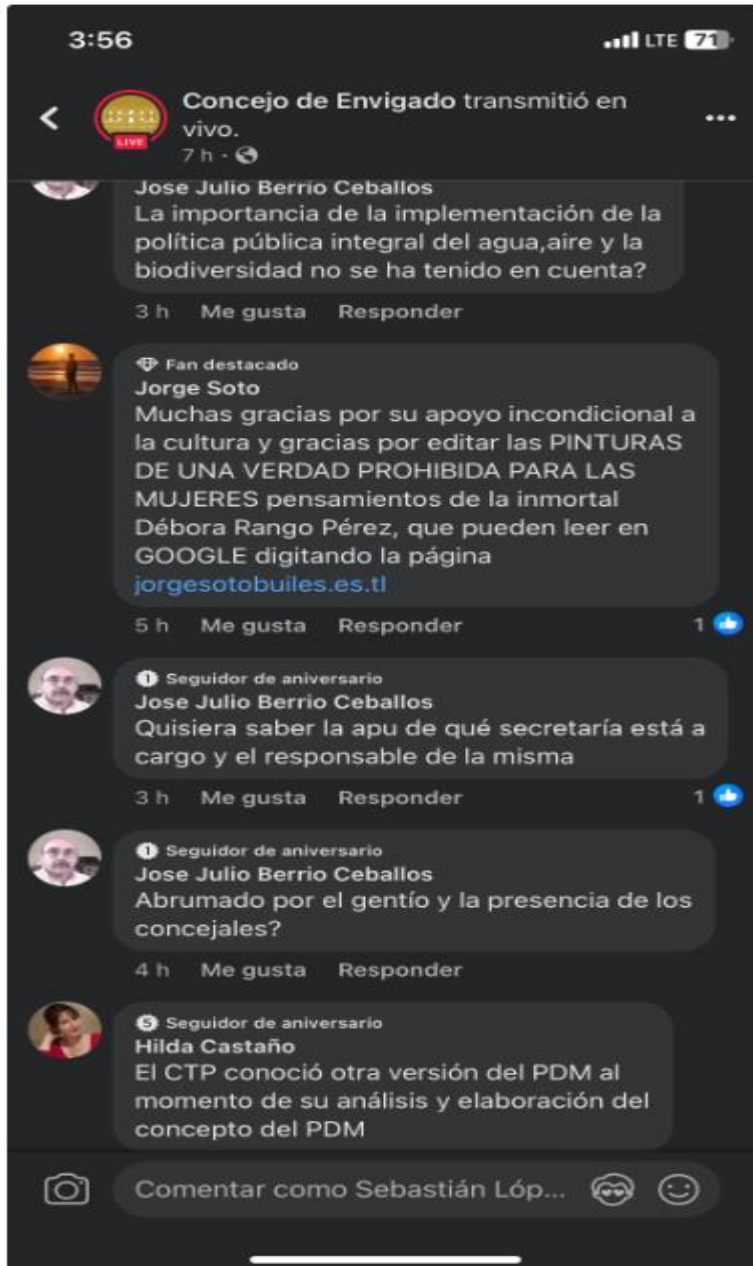 3:56
LTE 71
Concejo de Envigado transmitió en
vivo.
LIVE
7 h ·
Jose Julio Berrio Ceballos
La importancia de la implementación de la
política pública integral del agua,aire y la
biodiversidad no se ha tenido en cuenta?
3 h Me gusta Responder
Fan destacado
Jorge Soto
Muchas gracias por su apoyo incondicional a
la cultura y gracias por editar las PINTURAS
DE UNA VERDAD PROHIBIDA PARA LAS
MUJERES pensamientos de la inmortal
Débora Rango Pérez, que pueden leer en
GOOGLE digitando la página
jorgesotobuiles.es.tl
5 h Me gusta Responder 1
1 Seguidor de aniversario
Jose Julio Berrio Ceballos
Quisiera saber la apu de qué secretaría está a
cargo y el responsable de la misma
3 h Me gusta Responder 1
1 Seguidor de aniversario
Jose Julio Berrio Ceballos
Abrumado por el gentío y la presencia de los
concejales?
4 h Me gusta Responder
5 Seguidor de aniversario
Hilda Castaño
El CTP conoció otra versión del PDM al
momento de su análisis y elaboración del
concepto del PDM
Comentar como Sebastián Lóp...